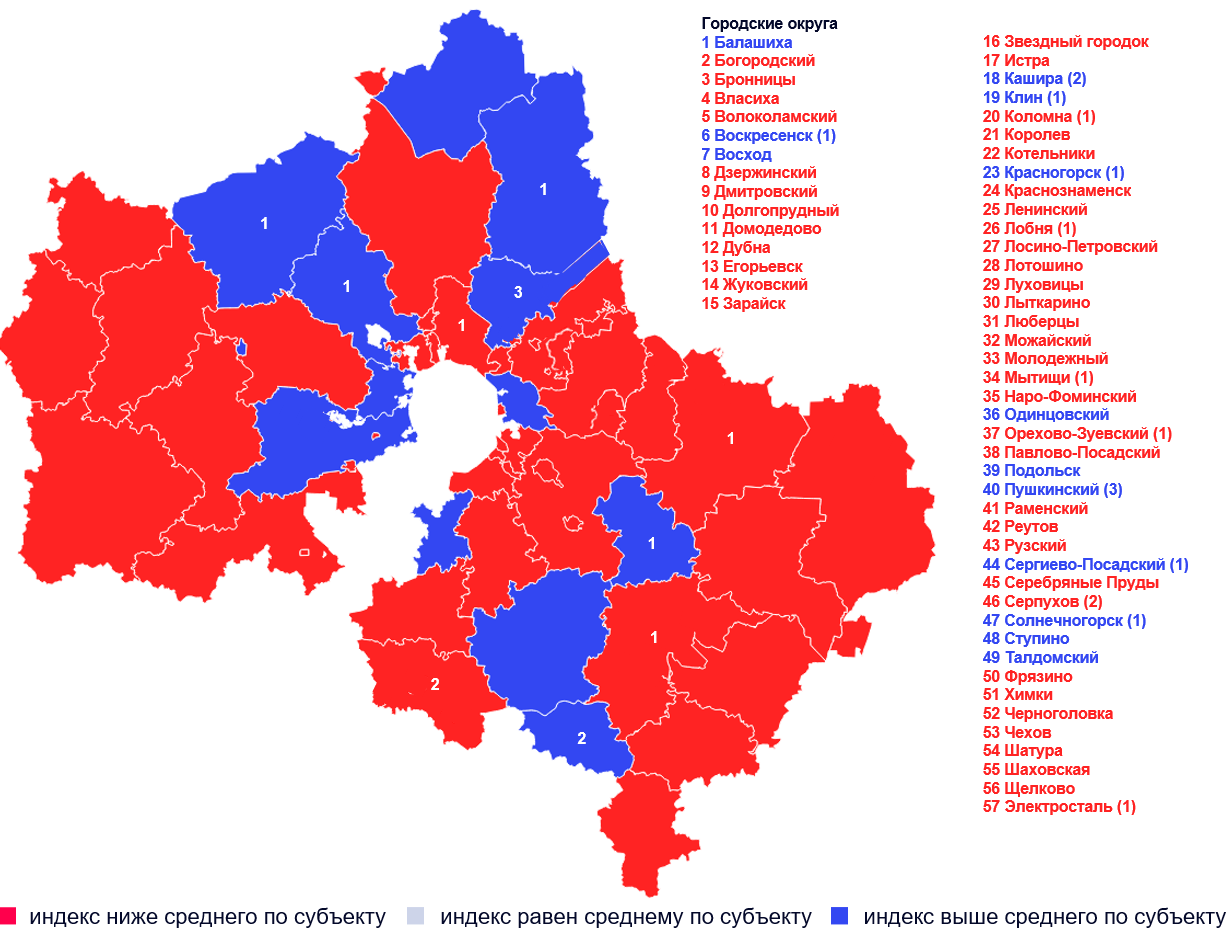 Городские округа
1 Балашиха
2 Богородский
3 Бронницы
4 Власиха
5 Волоколамский
6 Воскресенск (1)
7 Восход
8 Дзержинский
9 Дмитровский
10 Долгопрудный
11 Домодедово
12 Дубна
13 Егорьевск
14 Жуковский
15 Зарайск
16 Звездный городок
17 Истра
18 Кашира (2)
19 Клин (1)
20 Коломна (1)
21 Королев
22 Котельники
23 Красногорск (1)
24 Краснознаменск
25 Ленинский
26 Лобня (1)
27 Лосино-Петровский
28 Лотошино
29 Луховицы
30 Лыткарино
31 Люберцы
32 Можайский
33 Молодежный
34 Мытищи (1)
35 Наро-Фоминский
36 Одинцовский
37 Орехово-Зуевский (1)
38 Павлово-Посадский
39 Подольск
40 Пушкинский (3)
41 Раменский
42 Реутов
43 Рузский
44 Сергиево-Посадский (1)
45 Серебряные Пруды
46 Серпухов (2)
47 Солнечногорск (1)
48 Ступино
49 Талдомский
50 Фрязино
51 Химки
52 Черноголовка
53 Чехов
54 Шатура
55 Шаховская
56 Щелково
57 Электросталь (1)
1
1
1
3
1
1
1
1
2
2
индекс ниже среднего по субъекту
индекс равен среднему по субъекту
индекс выше среднего по субъекту